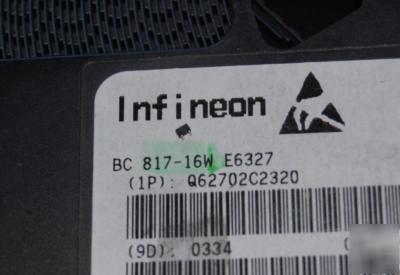 Infineon
BC 817-16W E6327
(1P): Q62702C2320
(9D): 0334